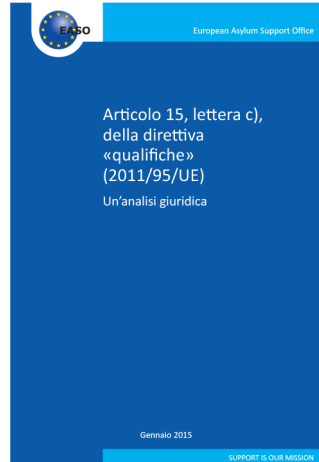 EASO
European Asylum Support Office
Articolo 15, lettera c),
della direttiva
«qualifiche»
(2011/95/UE)
Un'analisi giuridica
Gennaio 2015
SUPPORT IS OUR MISSION